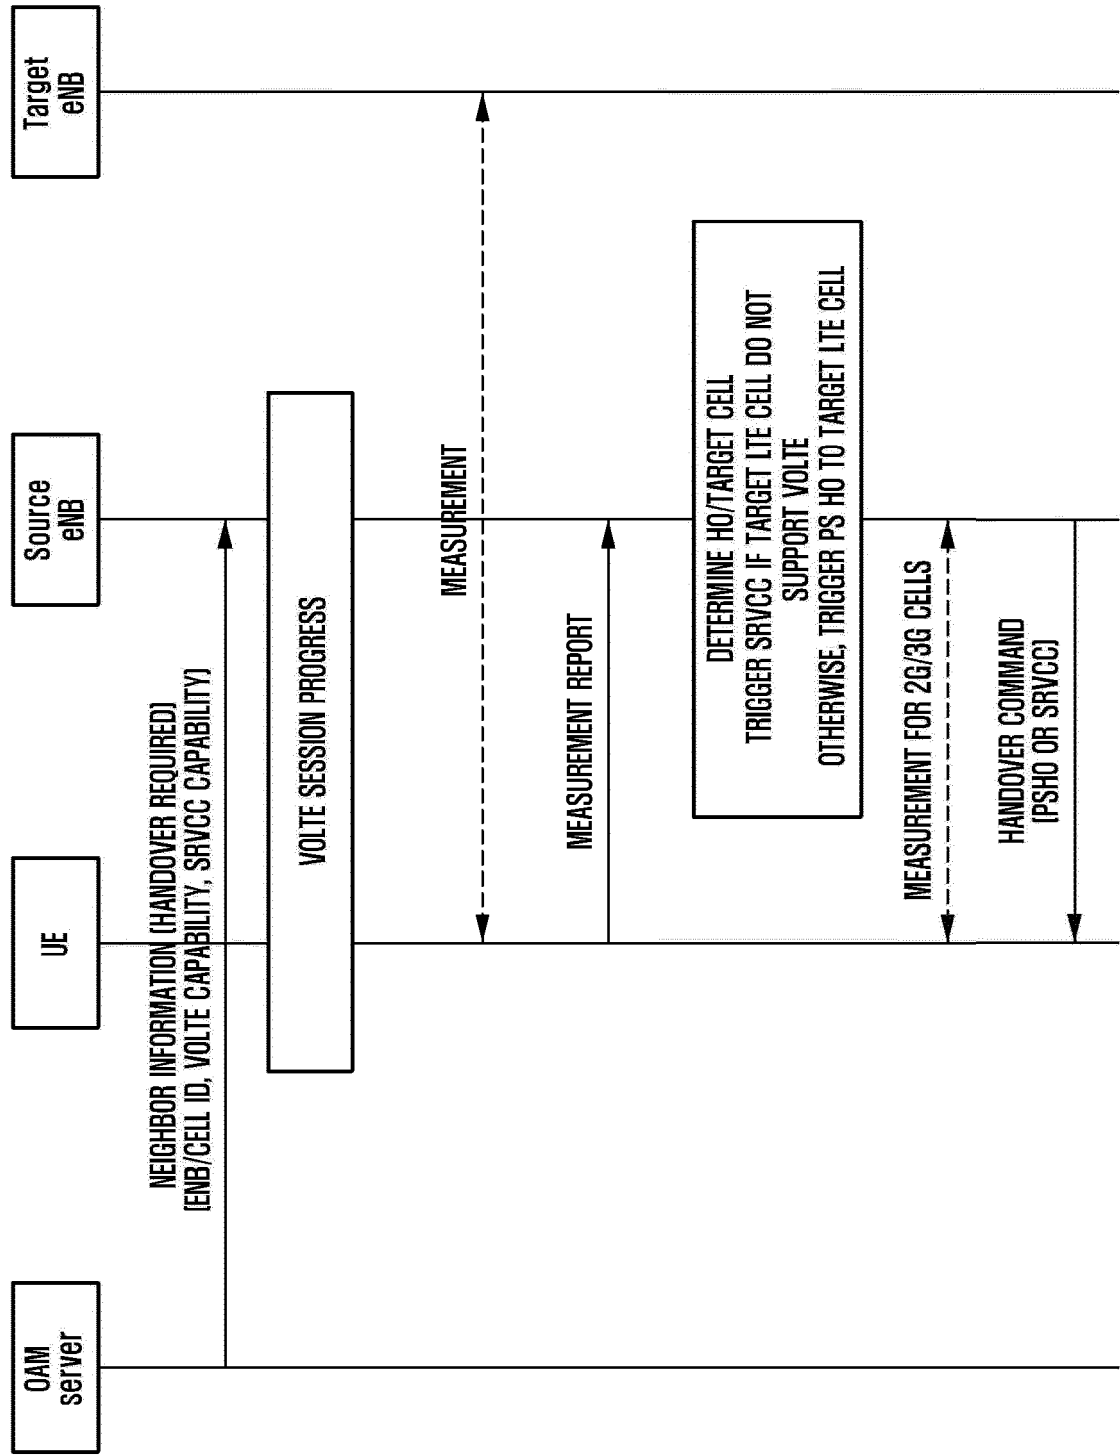 OAM
server
UE
Source
eNB
Target
eNB
NEIGHBOR INFORMATION (HANDOVER REQUIRED)
(ENB/CELL ID, VOLTE CAPABILITY, SRVCC CAPABILITY)
VOLTE SESSION PROGRESS
MEASUREMENT
MEASUREMENT REPORT
DETERMINE HO/TARGET CELL
TRIGGER SRVCC IF TARGET LTE CELL DO NOT
SUPPORT VOLTE
OTHERWISE, TRIGGER PS HO TO TARGET LTE CELL
MEASUREMENT FOR 2G/3G CELLS
HANDOVER COMMAND
(PSHO OR SRVCC)